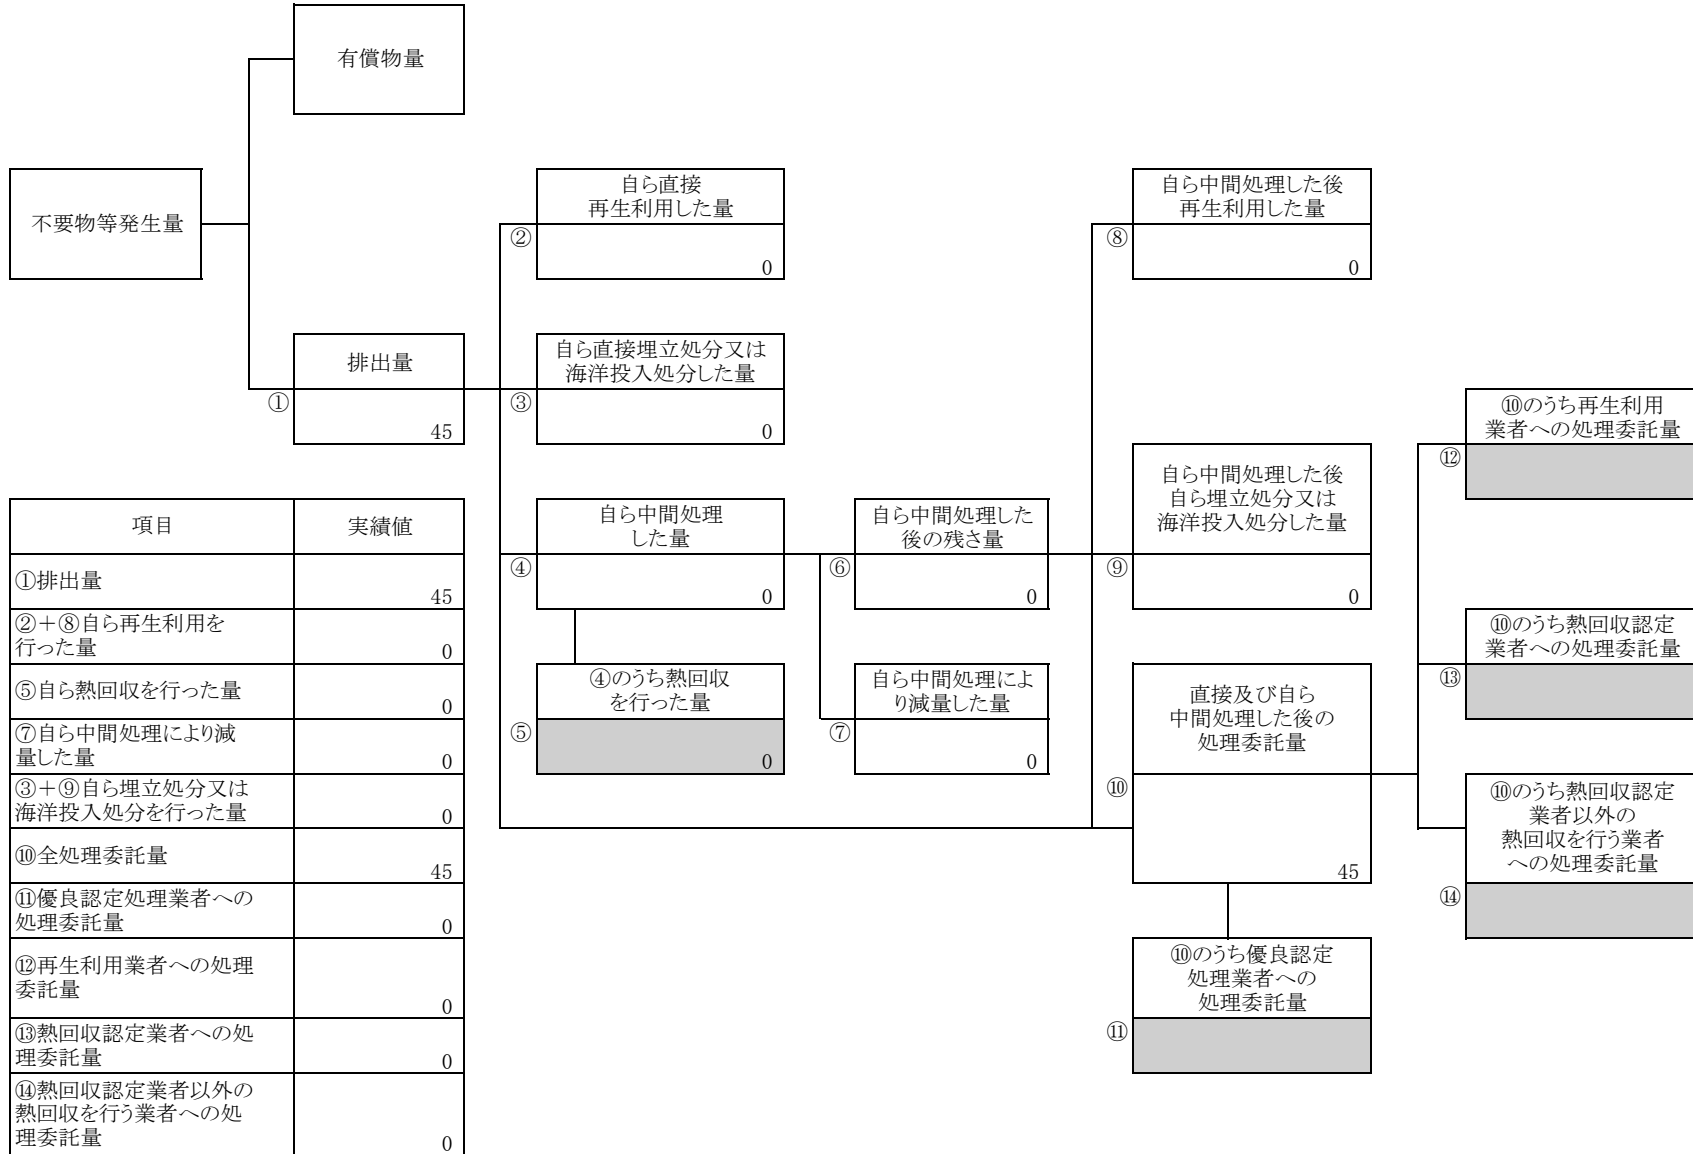 有償物量
不要物等発生量
自ら直接
再生利用した量
②
0
自ら中間処理した後
再生利用した量
⑧
0
排出量
①
45
自ら直接埋立処分又は
海洋投入処分した量
③
0
⑩のうち再生利用
業者への処理委託量
⑫
自ら中間処理
した量
④
0
自ら中間処理した
後の残さ量
⑥
0
自ら中間処理した後
自ら埋立処分又は
海洋投入処分した量
⑨
0
⑩のうち熱回収認定
業者への処理委託量
⑬
④のうち熱回収
を行った量
⑤
0
自ら中間処理によ
り減量した量
⑦
0
直接及び自ら
中間処理した後の
処理委託量
⑩
45
⑩のうち熱回収認定
業者以外の
熱回収を行う業者
への処理委託量
⑭
⑩のうち優良認定
処理業者への
処理委託量
⑪
項目
実績値
①排出量
45
②+⑧自ら再生利用を
行った量
0
⑤自ら熱回収を行った量
0
⑦自ら中間処理により減
量した量
0
③+⑨自ら埋立処分又は
海洋投入処分を行った量
0
⑩全処理委託量
45
⑪優良認定処理業者への
処理委託量
0
⑫再生利用業者への処理
委託量
0
⑬熱回収認定業者への処
理委託量
0
⑭熱回収認定業者以外の
熱回収を行う業者への処
理委託量
0